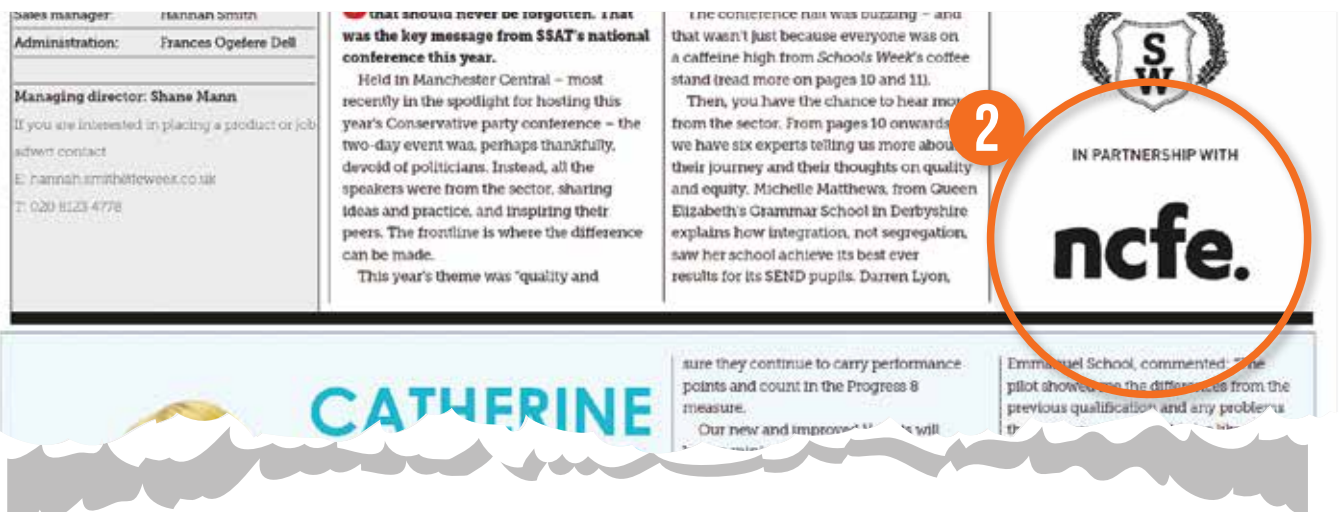 Sales manager: Hannah Smith
Administration: Frances Ogefere Dell
Managing director: Shane Mann
If you are interested in placing a product or job
advert contact
E: hannah.smith@feweek.co.uk
T: 020 8123 4778
that should never be forgotten. That
was the key message from SSAT's national
conference this year.
Held in Manchester Central – most
recently in the spotlight for hosting this
year's Conservative party conference – the
two-day event was, perhaps thankfully,
devoid of politicians. Instead, all the
speakers were from the sector, sharing
ideas and practice, and inspiring their
peers. The frontline is where the difference
can be made.
This year's theme was "quality and
The conference hall was buzzing – and
that wasn't just because everyone was on
a caffeine high from Schools Week's coffee
stand (read more on pages 10 and 11).
Then, you have the chance to hear more
from the sector. From pages 10 onwards
we have six experts telling us more about
their journey and their thoughts on quality
and equity. Michelle Matthews, from Queen
Elizabeth's Grammar School in Derbyshire
explains how integration, not segregation,
saw her school achieve its best ever
results for its SEND pupils. Darren Lyon,
S
W
2
IN PARTNERSHIP WITH
ncfe.
CATHERINE
sure they continue to carry performance
points and count in the Progress 8
measure.
Our new and improved will
Emmanuel School, commented: "The
pilot showed me the differences from the
previous qualification and any problems